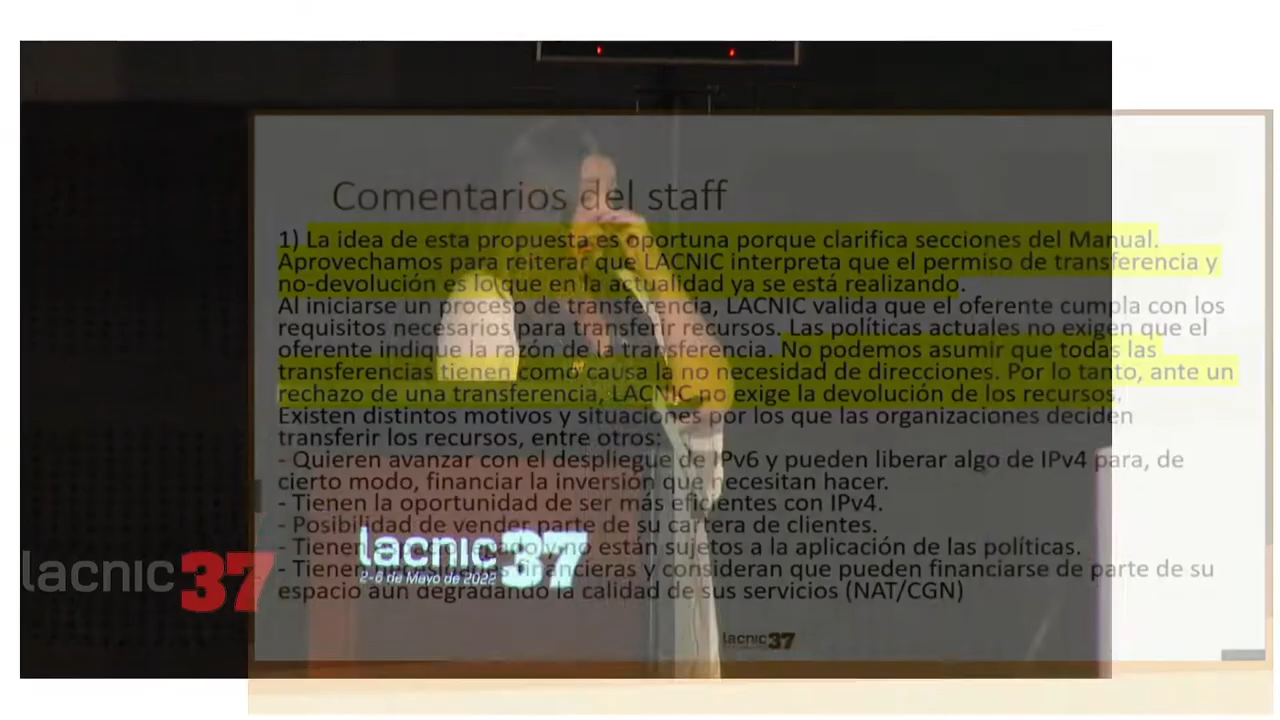 Comentarios del staff
1) La idea de esta propuesta es oportuna porque clarifica secciones del Manual.
Aprovechamos para reiterar que LACNIC interpreta que el permiso de transferencia y
no-devolución es lo que en la actualidad ya se está realizando.
Al iniciarse un proceso de transferencia, LACNIC valida que el oferente cumpla con los
requisitos necesarios para transferir recursos. Las políticas actuales no exigen que el
oferente indique la razón de la transferencia. No podemos asumir que todas las
transferencias tienen como causa la no necesidad de direcciones. Por lo tanto, ante un
rechazo de una transferencia, LACNIC no exige la devolución de los recursos.
Existen distintos motivos y situaciones por los que las organizaciones deciden
transferir los recursos, entre otros:
- Quieren avanzar con el despliegue de IPv6 y pueden liberar algo de IPv4 para, de
cierto modo, financiar la inversión que necesitan hacer.
- Tienen la oportunidad de ser más eficientes con IPv4.
- Posibilidad de vender parte de su cartera de clientes.
- Tienen y no están sujetos a la aplicación de las políticas.
- Tienen financieras y consideran que pueden financiarse de parte de su
espacio aun degradando la calidad de sus servicios (NAT/CGN)
lacnic 37
2-6 de Mayo de 2022
lacnic 37
lacnic 37